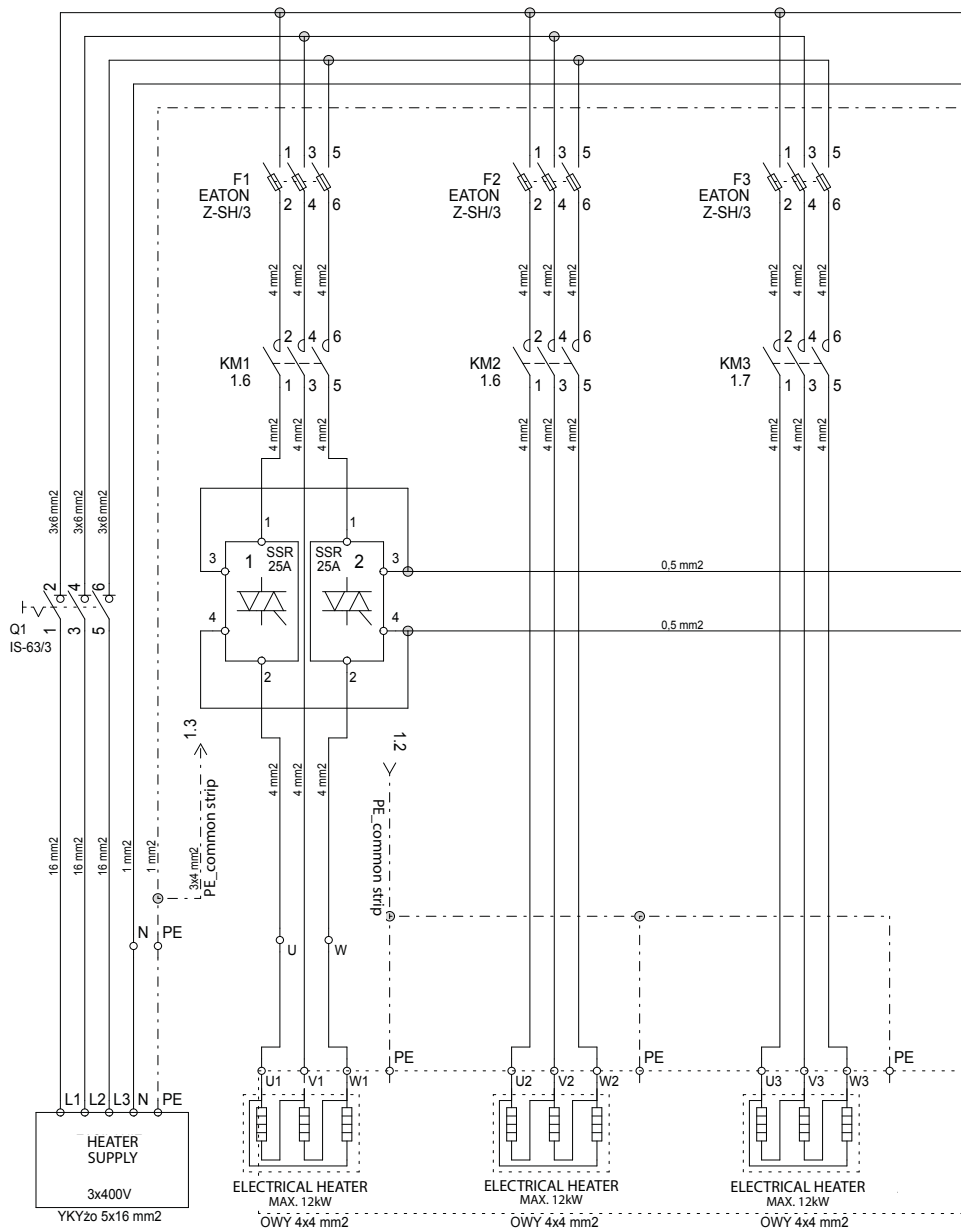 1 3 5
F1
EATON
Z-SH/3
2 4 6
1 3 5
F2
EATON
Z-SH/3
2 4 6
1 3 5
F3
EATON
Z-SH/3
2 4 6
4 mm2 4 mm2 4 mm2
4 mm2 4 mm2 4 mm2
4 mm2 4 mm2 4 mm2
2 4 6
KM1
1.6
1 3 5
2 4 6
KM2
1.6
1 3 5
2 4 6
KM3
1.7
1 3 5
4 mm2 4 mm2 4 mm2
4 mm2 4 mm2 4 mm2
4 mm2 4 mm2 4 mm2
3x6 mm2 3x6 mm2 3x6 mm2
1
1
3
1
SSR
25A
SSR
25A
2
3
4
4
2
2
0,5 mm2
0,5 mm2
2 4 6
Q1
IS-63/3
1 3 5
1.3
1.2
4 mm2 4 mm2 4 mm2
16 mm2 16 mm2 16 mm2 1 mm2 1 mm2
3x4 mm2
PE_common strip
PE_common strip
N PE
U W
PE
PE
PE
U1 V1 W1
U2 V2 W2
U3 V3 W3
L1 L2 L3 N PE
HEATER
SUPPLY
3x400V
YKYżo 5x16 mm2
ELECTRICAL HEATER
MAX. 12kW
OWY 4x4 mm2
ELECTRICAL HEATER
MAX. 12kW
OWY 4x4 mm2
ELECTRICAL HEATER
MAX. 12kW
OWY 4x4 mm2